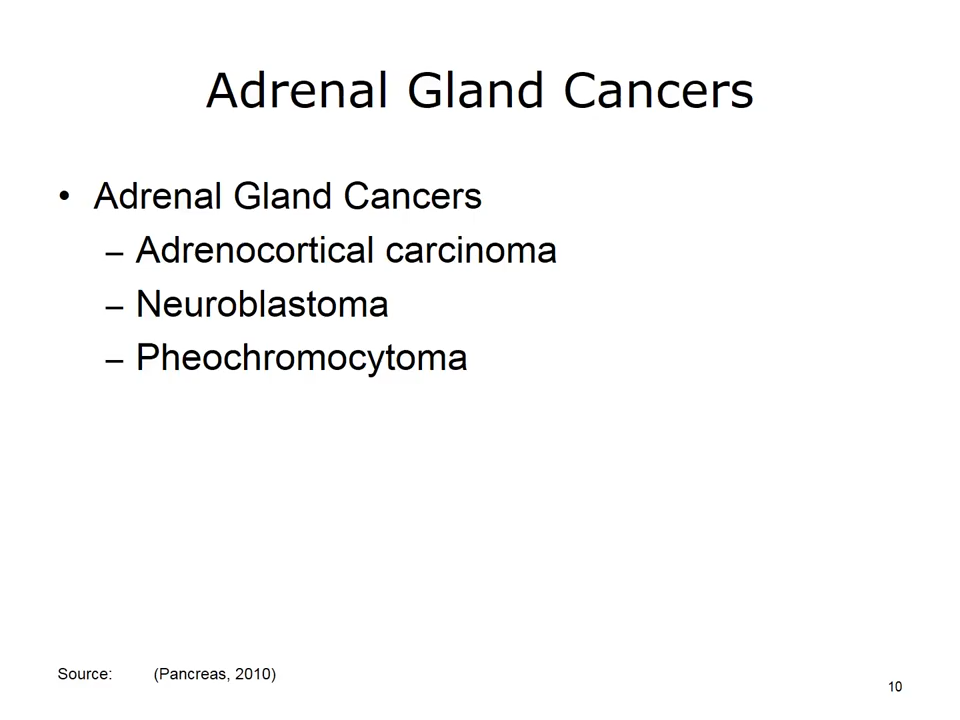 Adrenal Gland Cancers
• Adrenal Gland Cancers
– Adrenocortical carcinoma
– Neuroblastoma
– Pheochromocytoma
Source: (Pancreas, 2010)
10